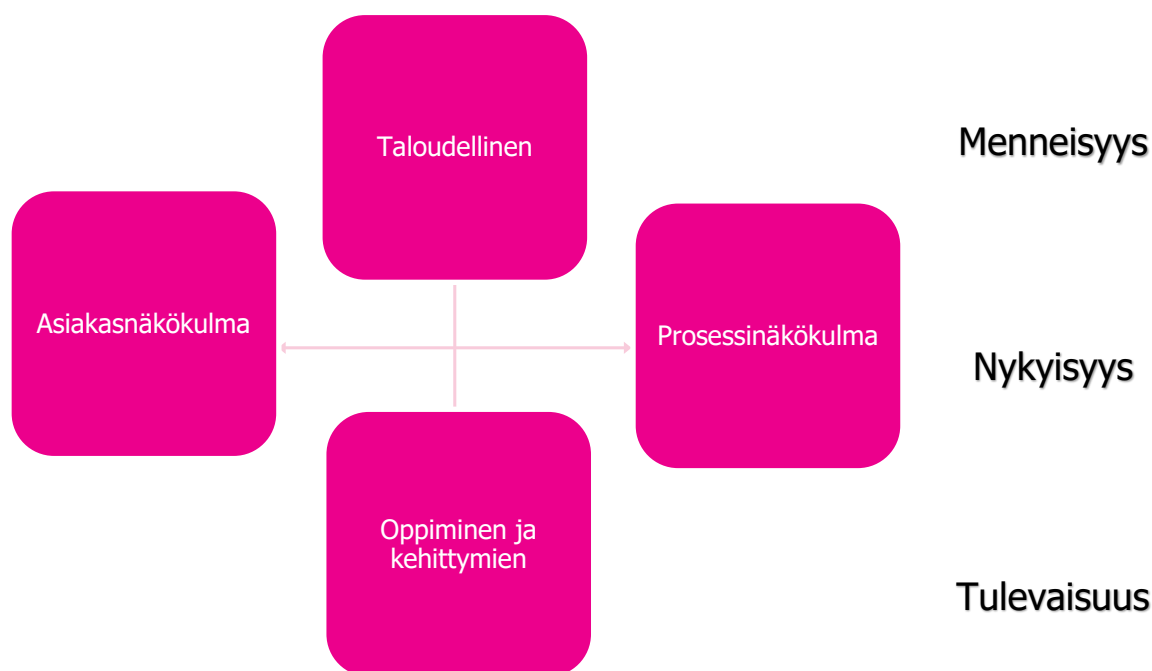 Taloudellinen
Menneisyys
Asiakasnäkökulma
Prosessinäkökulma
Nykyisyys
Oppiminen ja
kehittymien
Tulevaisuus